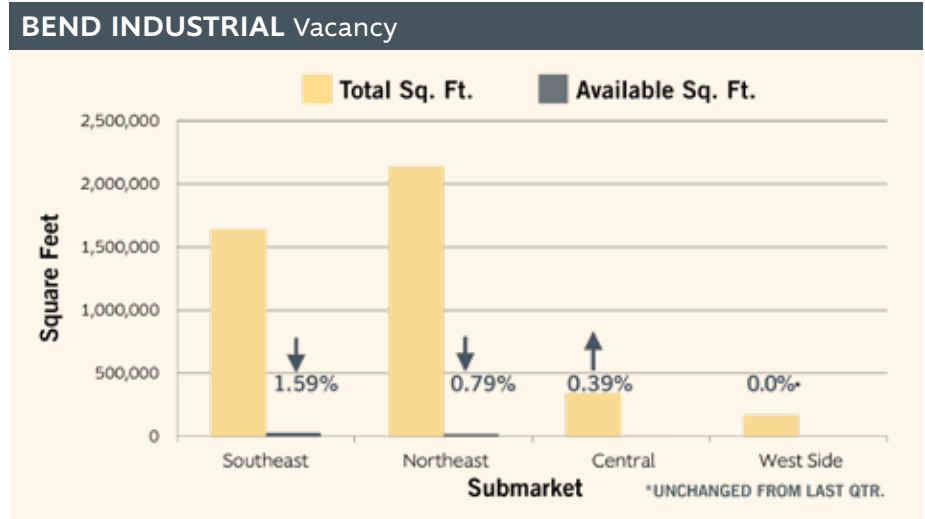 BEND INDUSTRIAL Vacancy
Total Sq. Ft. Available Sq. Ft.
2,500,000
2,000,000
1,500,000
1,000,000
500,000
0
Square Feet
1.59% 0.79% 0.39% 0.0%*
Southeast Northeast Central West Side
Submarket
*UNCHANGED FROM LAST QTR.